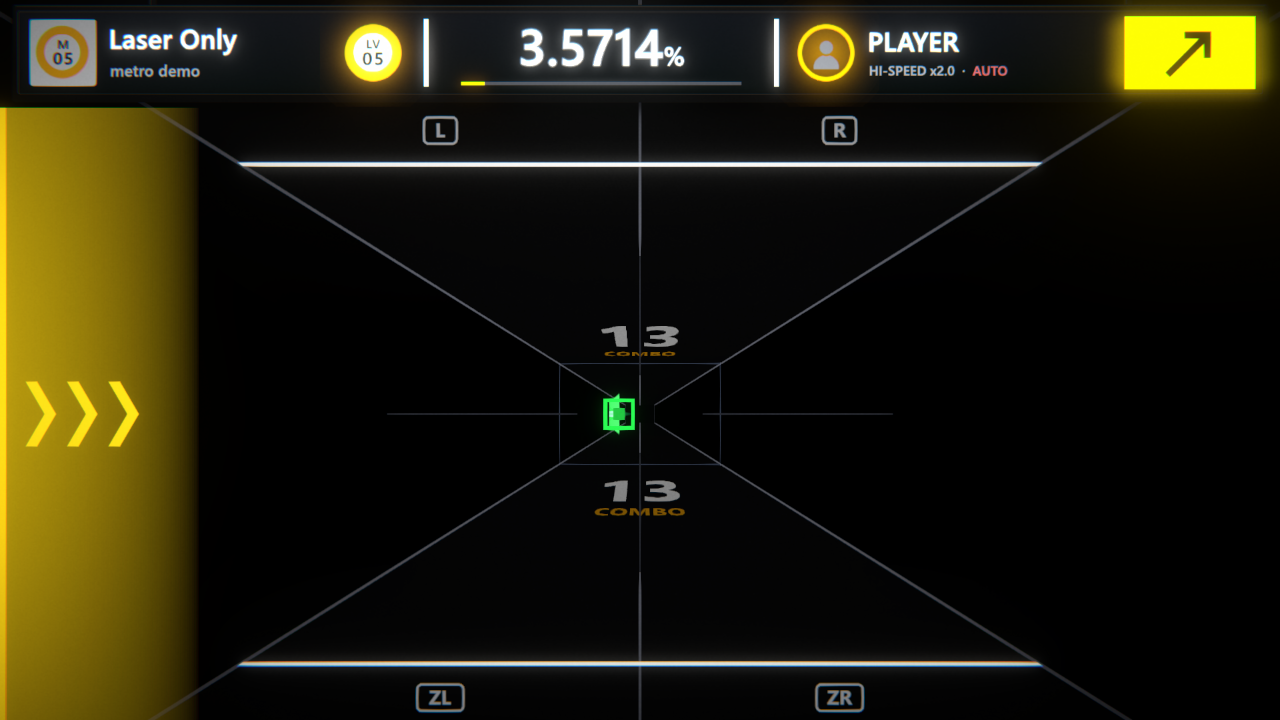 M
05
Laser Only
metro demo
LV
05
3.5714%
PLAYER
HI-SPEED x2.0 · AUTO
L
R
13
COMBO
13
COMBO
ZL
ZR